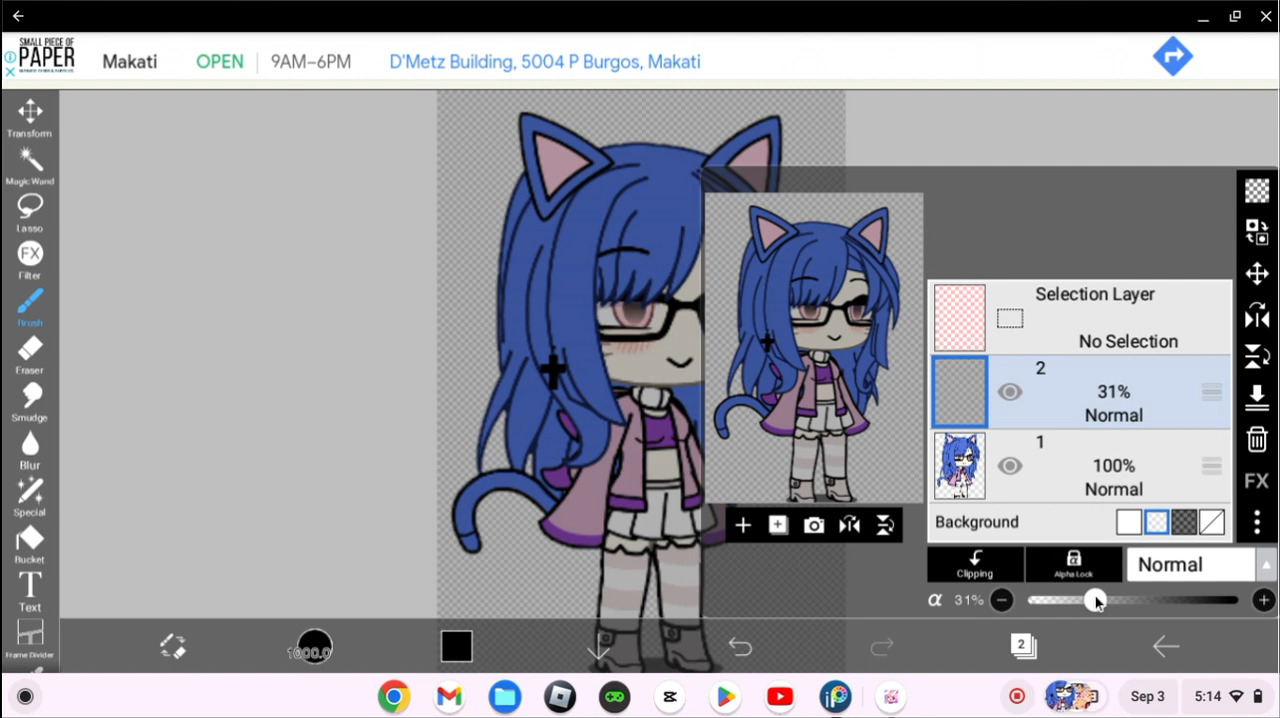 SMALL PIECE OF
PAPER
Makati
OPEN
9AM–6PM
D'Metz Building, 5004 P Burgos, Makati
Transform
Magic Wand
Lasso
FX
Filter
Brush
Eraser
Smudge
Blur
Special
Bucket
T
Text
Frame Divider
Selection Layer
No Selection
2
31%
Normal
1
100%
Normal
FX
Background
Clipping
Alpha Lock
Normal
α 31%
1000.0
2
Sep 3
5:14